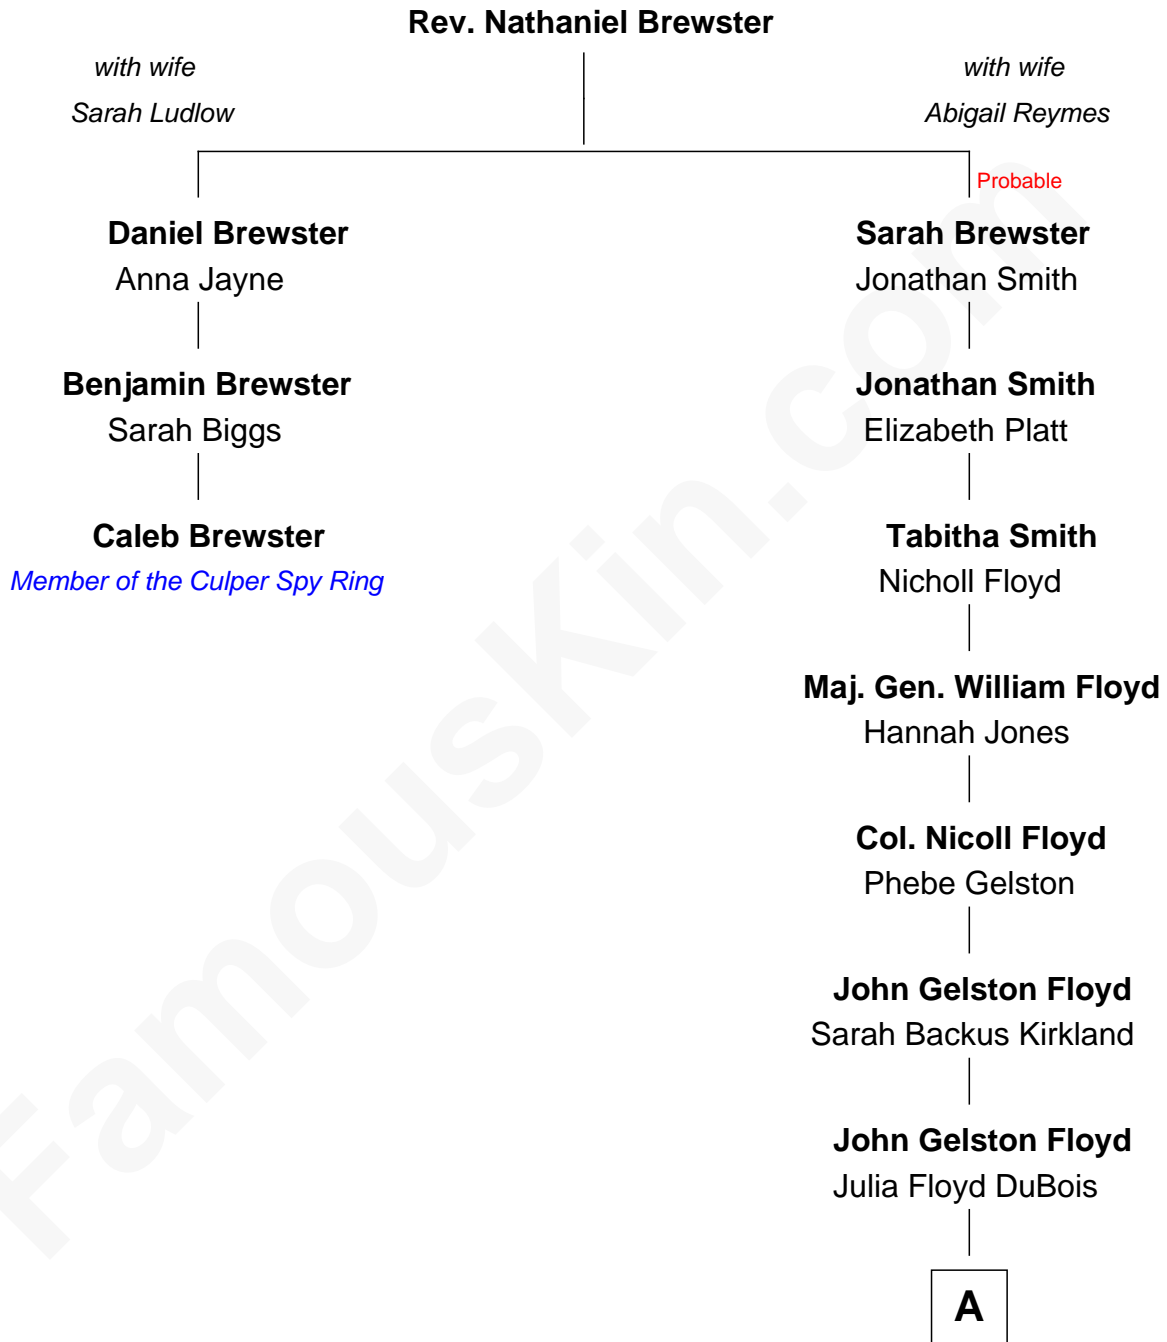 Rev. Nathaniel Brewster
with wife
Sarah Ludlow
with wife
Abigail Reymes
Probable
Daniel Brewster
Anna Jayne
Sarah Brewster
Jonathan Smith
Benjamin Brewster
Sarah Biggs
Jonathan Smith
Elizabeth Platt
Caleb Brewster
Member of the Culper Spy Ring
Tabitha Smith
Nicholl Floyd
Maj. Gen. William Floyd
Hannah Jones
Col. Nicoll Floyd
Phebe Gelston
John Gelston Floyd
Sarah Backus Kirkland
John Gelston Floyd
Julia Floyd DuBois
A
FamousKin.com